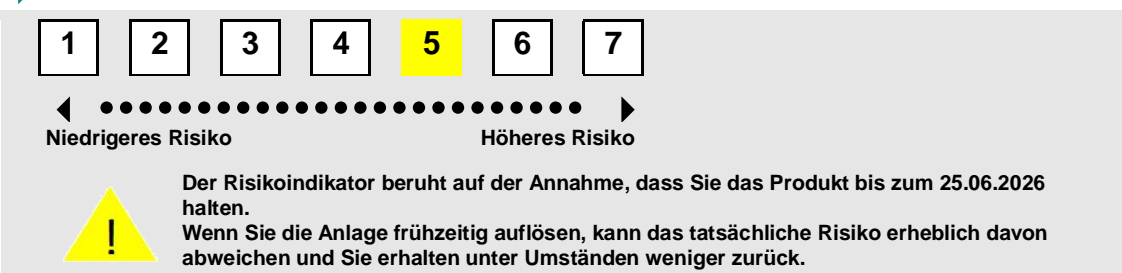 1 2 3 4 5 6 7
Niedrigeres Risiko Höheres Risiko
Der Risikoindikator beruht auf der Annahme, dass Sie das Produkt bis zum 25.06.2026
halten.
Wenn Sie die Anlage frühzeitig auflösen, kann das tatsächliche Risiko erheblich davon
! abweichen und Sie erhalten unter Umständen weniger zurück.